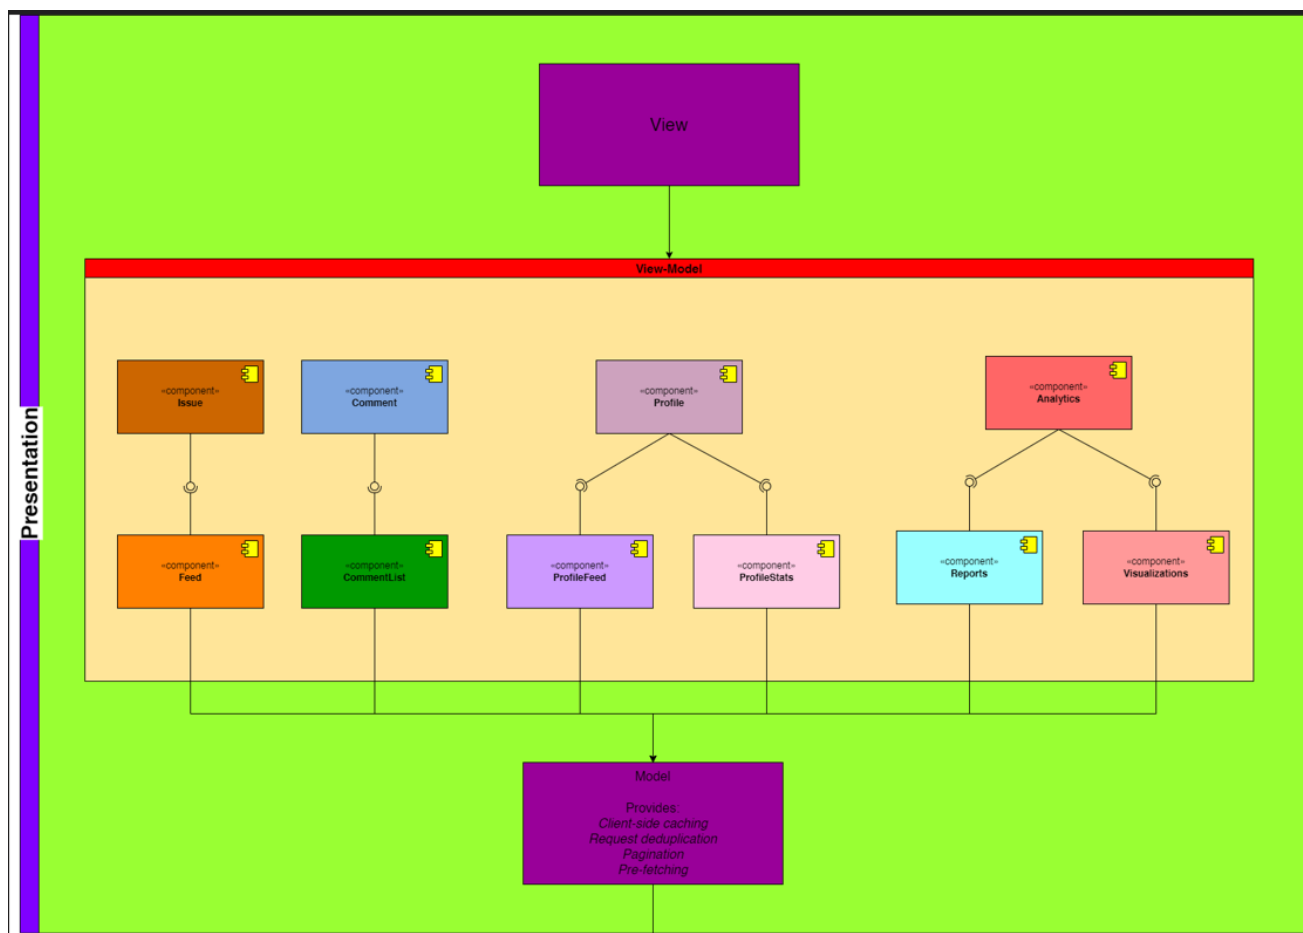 Presentation
View
View-Model
«component»
Issue
«component»
Comment
«component»
Profile
«component»
Analytics
«component»
Feed
«component»
CommentList
«component»
ProfileFeed
«component»
ProfileStats
«component»
Reports
«component»
Visualizations
Model
Provides:
Client-side caching
Request deduplication
Pagination
Pre-fetching